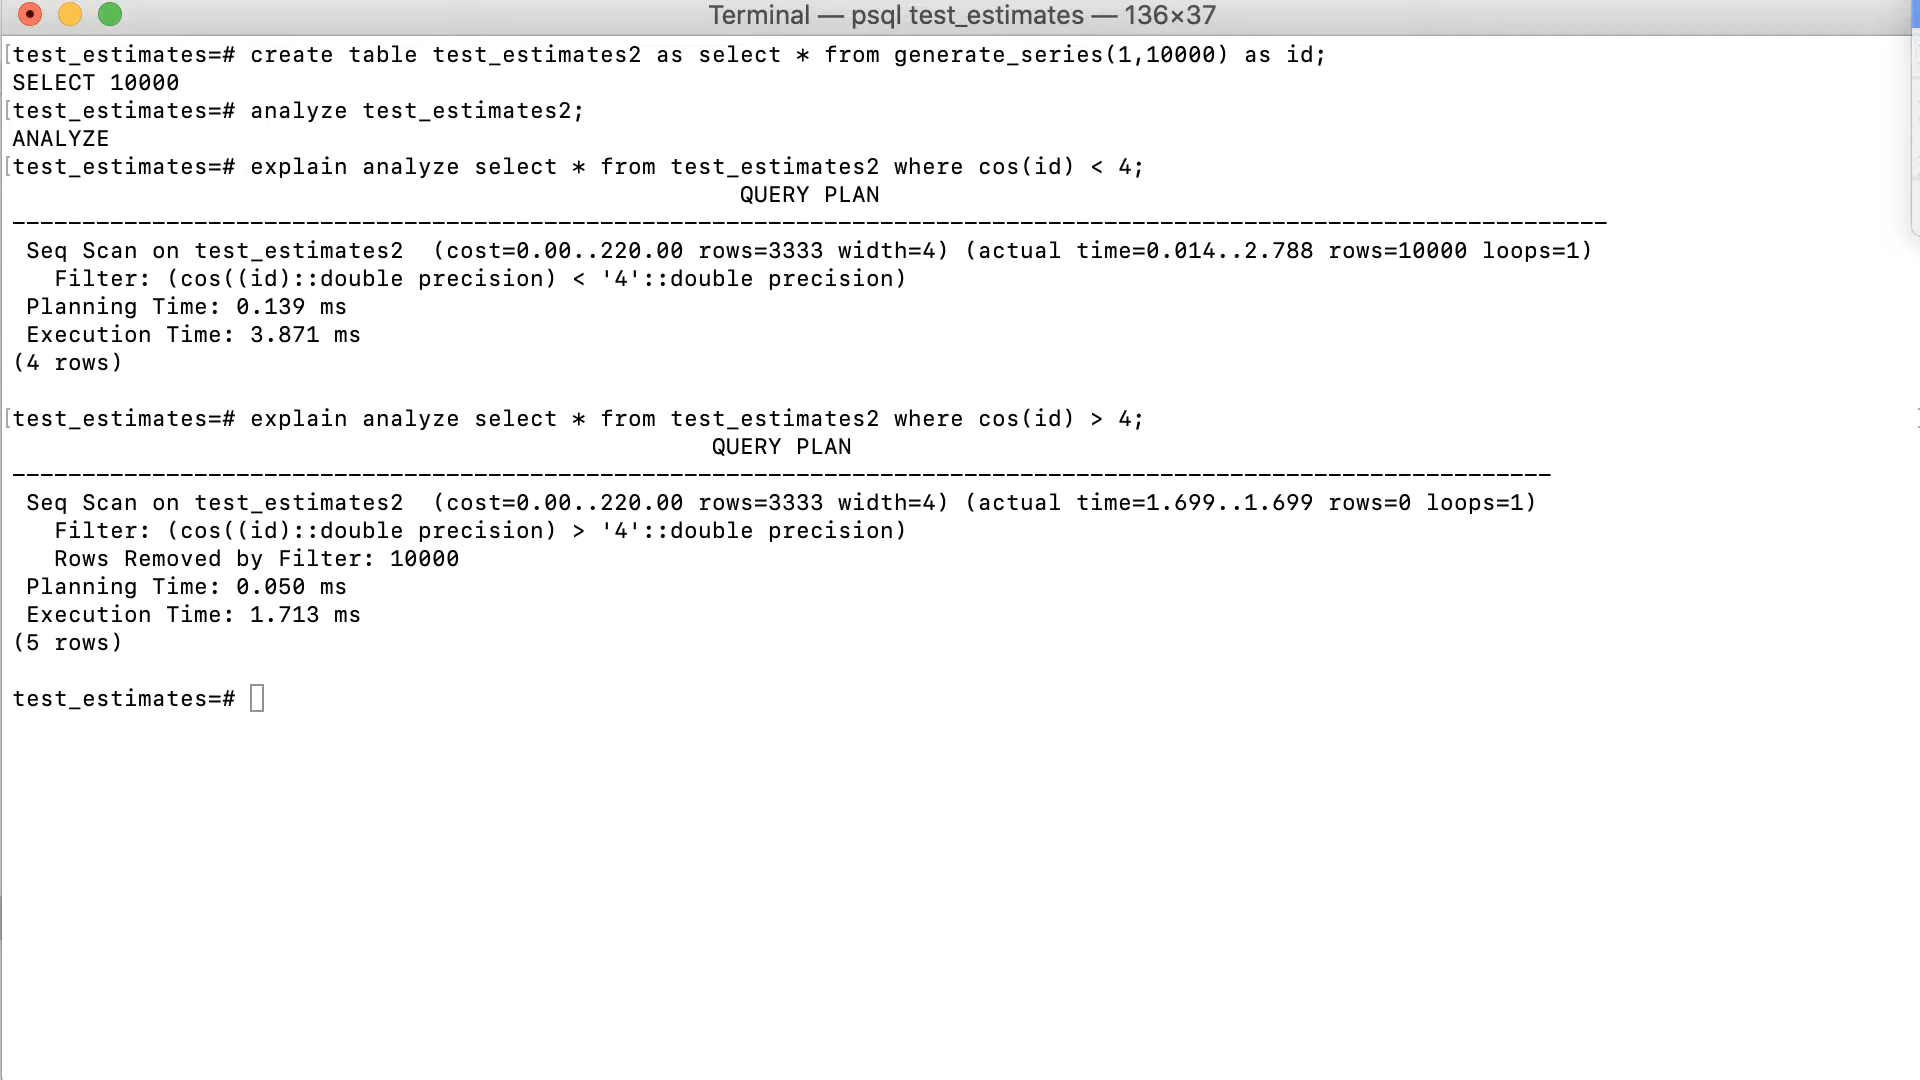 Terminal — psql test_estimates — 136×37
[test_estimates=# create table test_estimates2 as select * from generate_series(1,10000) as id;
SELECT 10000
[test_estimates=# analyze test_estimates2;
ANALYZE
[test_estimates=# explain analyze select * from test_estimates2 where cos(id) < 4;
QUERY PLAN
------------------------------------------------------------------------------------------------------------------
Seq Scan on test_estimates2  (cost=0.00..220.00 rows=3333 width=4) (actual time=0.014..2.788 rows=10000 loops=1)
Filter: (cos((id)::double precision) < '4'::double precision)
Planning Time: 0.139 ms
Execution Time: 3.871 ms
(4 rows)
[test_estimates=# explain analyze select * from test_estimates2 where cos(id) > 4;
QUERY PLAN
--------------------------------------------------------------------------------------------------------------
Seq Scan on test_estimates2  (cost=0.00..220.00 rows=3333 width=4) (actual time=1.699..1.699 rows=0 loops=1)
Filter: (cos((id)::double precision) > '4'::double precision)
Rows Removed by Filter: 10000
Planning Time: 0.050 ms
Execution Time: 1.713 ms
(5 rows)
test_estimates=#